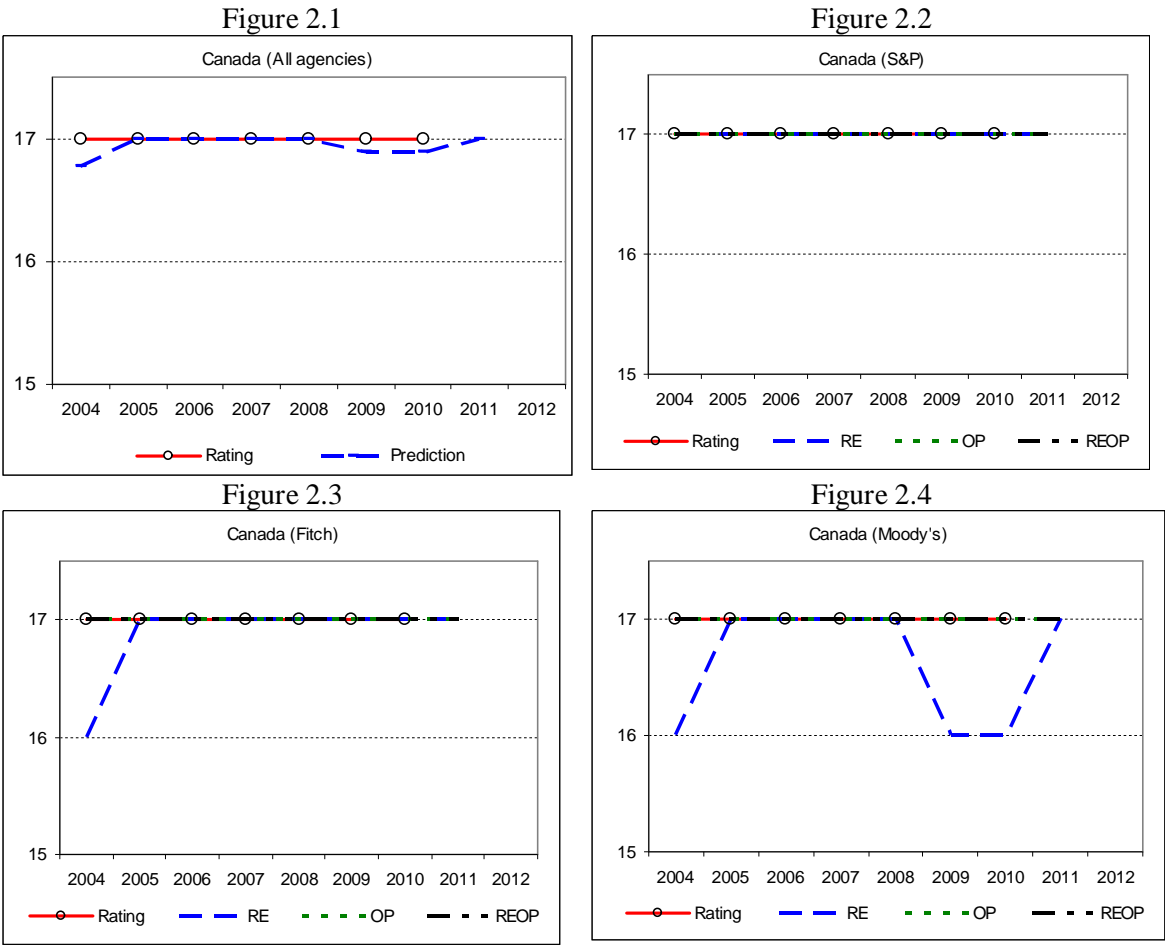 Figure 2.1
Canada (All agencies)
17
16
15
2004 2005 2006 2007 2008 2009 2010 2011 2012
Rating Prediction
Figure 2.2
Canada (S&P)
17
16
15
2004 2005 2006 2007 2008 2009 2010 2011 2012
Rating RE OP REOP
Figure 2.3
Canada (Fitch)
17
16
15
2004 2005 2006 2007 2008 2009 2010 2011 2012
Rating RE OP REOP
Figure 2.4
Canada (Moody's)
17
16
15
2004 2005 2006 2007 2008 2009 2010 2011 2012
Rating RE OP REOP